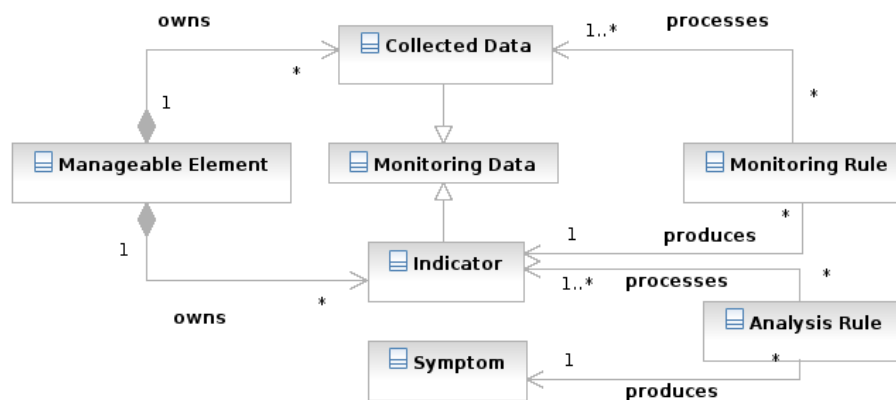 owns
processes
1..*
Collected Data
*
1
*
Manageable Element
Monitoring Data
Monitoring Rule
*
1
1
produces
Indicator
*
1..*
processes
*
owns
Analysis Rule
Symptom
1
*
produces